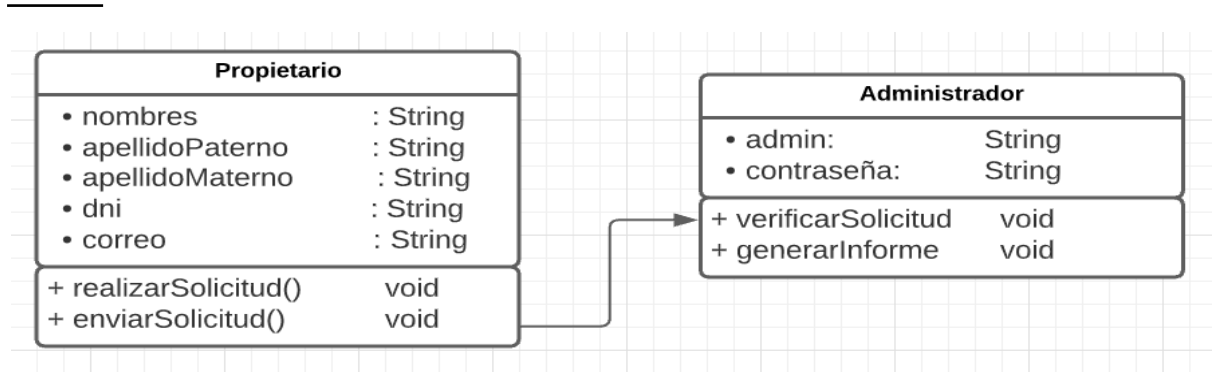 Propietario
• nombres : String
• apellidoPaterno : String
• apellidoMaterno : String
• dni : String
• correo : String
+ realizarSolicitud() void
+ enviarSolicitud() void
Administrador
• admin: String
• contraseña: String
+ verificarSolicitud void
+ generarInforme void